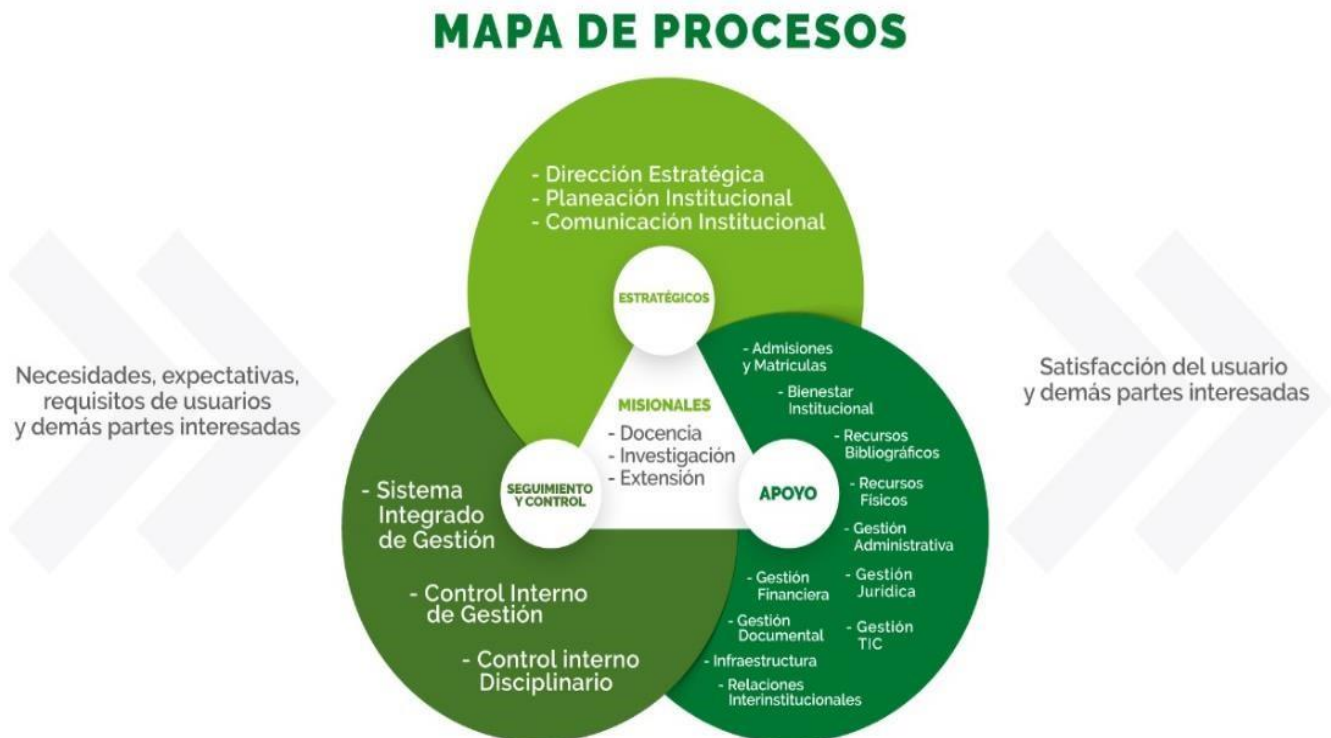 MAPA DE PROCESOS
- Dirección Estratégica
- Planeación Institucional
- Comunicación Institucional
ESTRATÉGICOS
Necesidades, expectativas,
requisitos de usuarios
y demás partes interesadas
MISIONALES
- Docencia
- Investigación
- Extensión
SEGUIMIENTO
Y CONTROL
- Sistema
Integrado
de Gestión
- Control Interno
de Gestión
- Control interno
Disciplinario
APOYO
- Admisiones
y Matrículas
- Bienestar
Institucional
- Recursos
Bibliográficos
- Recursos
Físicos
- Gestión
Administrativa
- Gestión
Financiera
- Gestión
Jurídica
- Gestión
Documental
- Gestión
TIC
- Infraestructura
- Relaciones
Interinstitucionales
Satisfacción del usuario
y demás partes interesadas